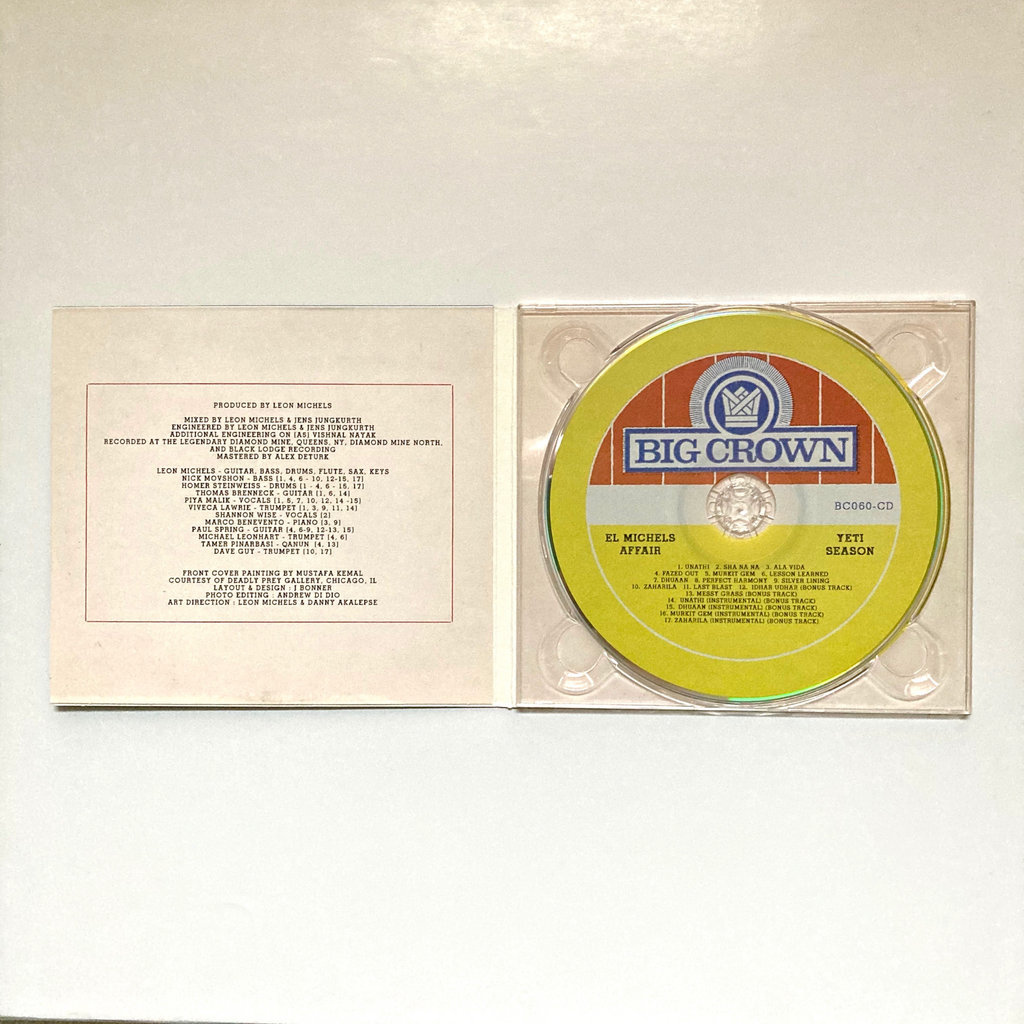 PRODUCED BY LEON MICHELS
MIXED BY LEON MICHELS & JENS JUNGKURTH
ENGINEERED BY LEON MICHELS & JENS JUNGKURTH
ADDITIONAL ENGINEERING ON [A5] VISHNAL NAYAK
RECORDED AT THE LEGENDARY DIAMOND MINE, QUEENS, NY, DIAMOND MINE NORTH,
AND BLACK LODGE RECORDING
MASTERED BY ALEX DETURK
LEON MICHELS - GUITAR, BASS, DRUMS, FLUTE, SAX, KEYS
NICK MOVSHON - BASS [1, 4, 6 - 10, 12-15, 17]
HOMER STEINWEISS - DRUMS [1 - 4, 6 - 15, 17]
THOMAS BRENNECK - GUITAR [1, 6, 14]
PIYA MALIK - VOCALS [1, 5, 7, 10, 12, 14 -15]
VIVECA LAWRIE - TRUMPET [1, 3, 9, 11, 14]
SHANNON WISE - VOCALS [2]
MARCO BENEVENTO - PIANO [3, 9]
PAUL SPRING - GUITAR [4, 6-9, 12-13, 15]
MICHAEL LEONHART - TRUMPET [4, 6]
TAMER PINARBASI - QANUN [4, 13]
DAVE GUY - TRUMPET [10, 17]
FRONT COVER PAINTING BY MUSTAFA KEMAL
COURTESY OF DEADLY PREY GALLERY, CHICAGO, IL
LAYOUT & DESIGN : J BONNER
PHOTO EDITING : ANDREW DI DIO
ART DIRECTION : LEON MICHELS & DANNY AKALEPSE
BIG CROWN
BC060-CD
EL MICHELS
AFFAIR
YETI
SEASON
1. UNATHI 2. SHA NA NA 3. ALA VIDA
4. FAZED OUT 5. MURKIT GEM 6. LESSON LEARNED
7. DHUAAN 8. PERFECT HARMONY 9. SILVER LINING
10. ZAHARILA 11. LAST BLAST 12. IDHAR UDHAR (BONUS TRACK)
13. MESSY GRASS (BONUS TRACK)
14. UNATHI (INSTRUMENTAL) (BONUS TRACK)
15. DHUAAN (INSTRUMENTAL) (BONUS TRACK)
16. MURKIT GEM (INSTRUMENTAL) (BONUS TRACK)
17. ZAHARILA (INSTRUMENTAL) (BONUS TRACK)